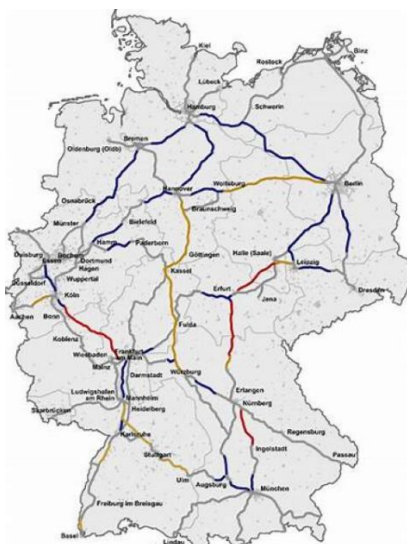 Kiel
Binz
Rostock
Lübeck
Hamburg
Schwerin
Bremen
Oldenburg (Oldb)
Hannover
Wolfsburg
Berlin
Osnabrück
Braunschweig
Münster
Bielefeld
Hamm
Paderborn
Göttingen
Duisburg
Essen
Bochum
Dortmund
Hagen
Halle (Saale)
Leipzig
Düsseldorf
Wuppertal
Kassel
Köln
Erfurt
Dresden
Aachen
Bonn
Jena
Koblenz
Fulda
Wiesbaden
Frankfurt
am Main
Mainz
Darmstadt
Würzburg
Ludwigshafen
am Rhein
Mannheim
Erlangen
Saarbrücken
Heidelberg
Nürnberg
Karlsruhe
Regensburg
Stuttgart
Ingolstadt
Passau
Ulm
Augsburg
München
Freiburg im Breisgau
Basel
Lindau